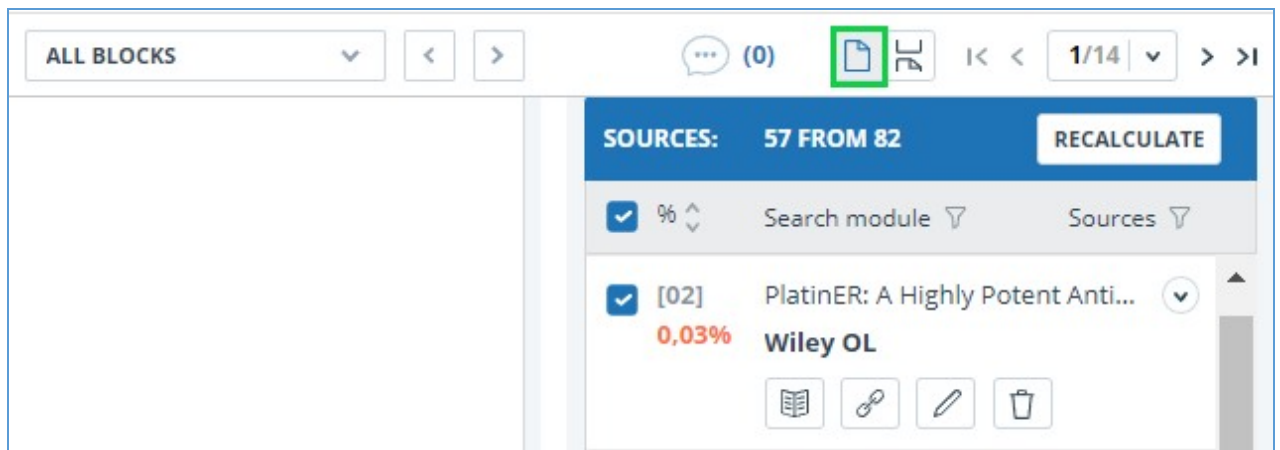 ALL BLOCKS
(0)
1/14
SOURCES: 57 FROM 82 RECALCULATE
% Search module Sources
[02] PlatinER: A Highly Potent Anti...
0,03% Wiley OL